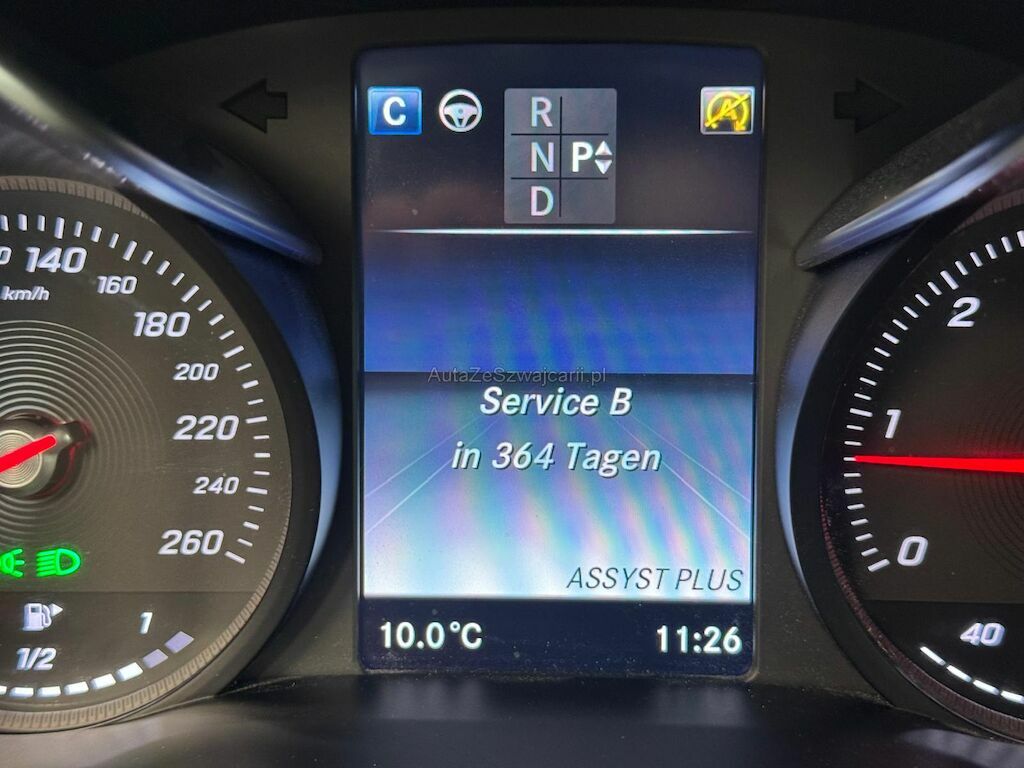 C
R
N P
D
140
km/h
160
180
200
220
240
260
1/2
1
AutaZeSzwajcarii.pl
Service B
in 364 Tagen
ASSYST PLUS
10.0°C
11:26
A
2
1
0
40